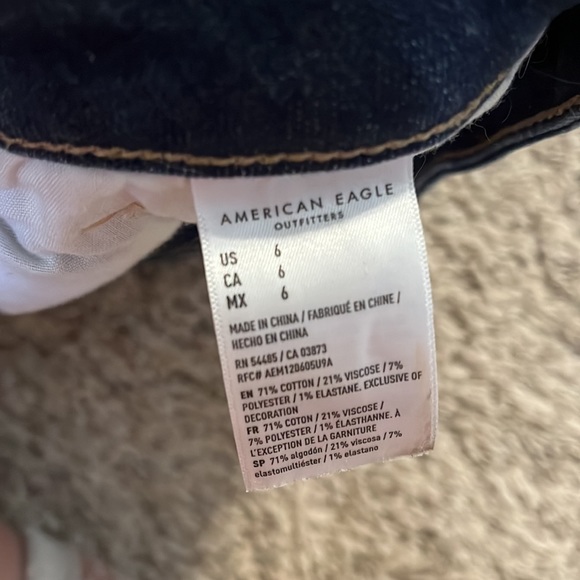 AMERICAN EAGLE
OUTFITTERS
US 6
CA 6
MX 6
MADE IN CHINA / FABRIQUÉ EN CHINE /
HECHO EN CHINA
RN 54485 / CA 03873
RFC# AEM120605U9A
EN 71% COTTON / 21% VISCOSE / 7%
POLYESTER / 1% ELASTANE. EXCLUSIVE OF
DECORATION
FR 71% COTON / 21% VISCOSE /
7% POLYESTER / 1% ÉLASTHANNE. À
L'EXCEPTION DE LA GARNITURE
SP 71% algodón / 21% viscosa / 7%
elastomultiéster / 1% elastano